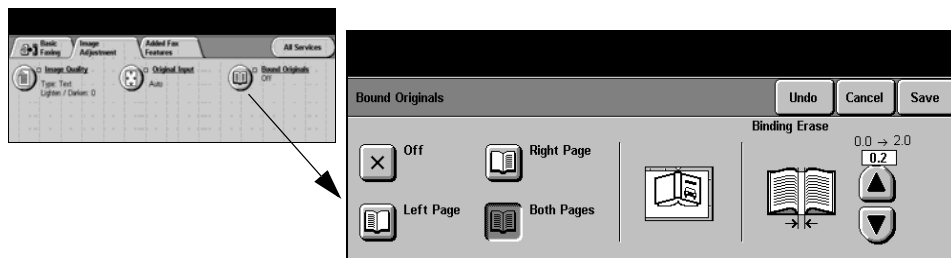 Basic Faxing
Image Adjustment
Added Fax Features
All Services
Image Quality
Type: Text
Lighten / Darken: 0
Original Input
Auto
Bound Originals
Off
Bound Originals
Undo
Cancel
Save
Off
Right Page
Left Page
Both Pages
Binding Erase
0.0 → 2.0
0.2